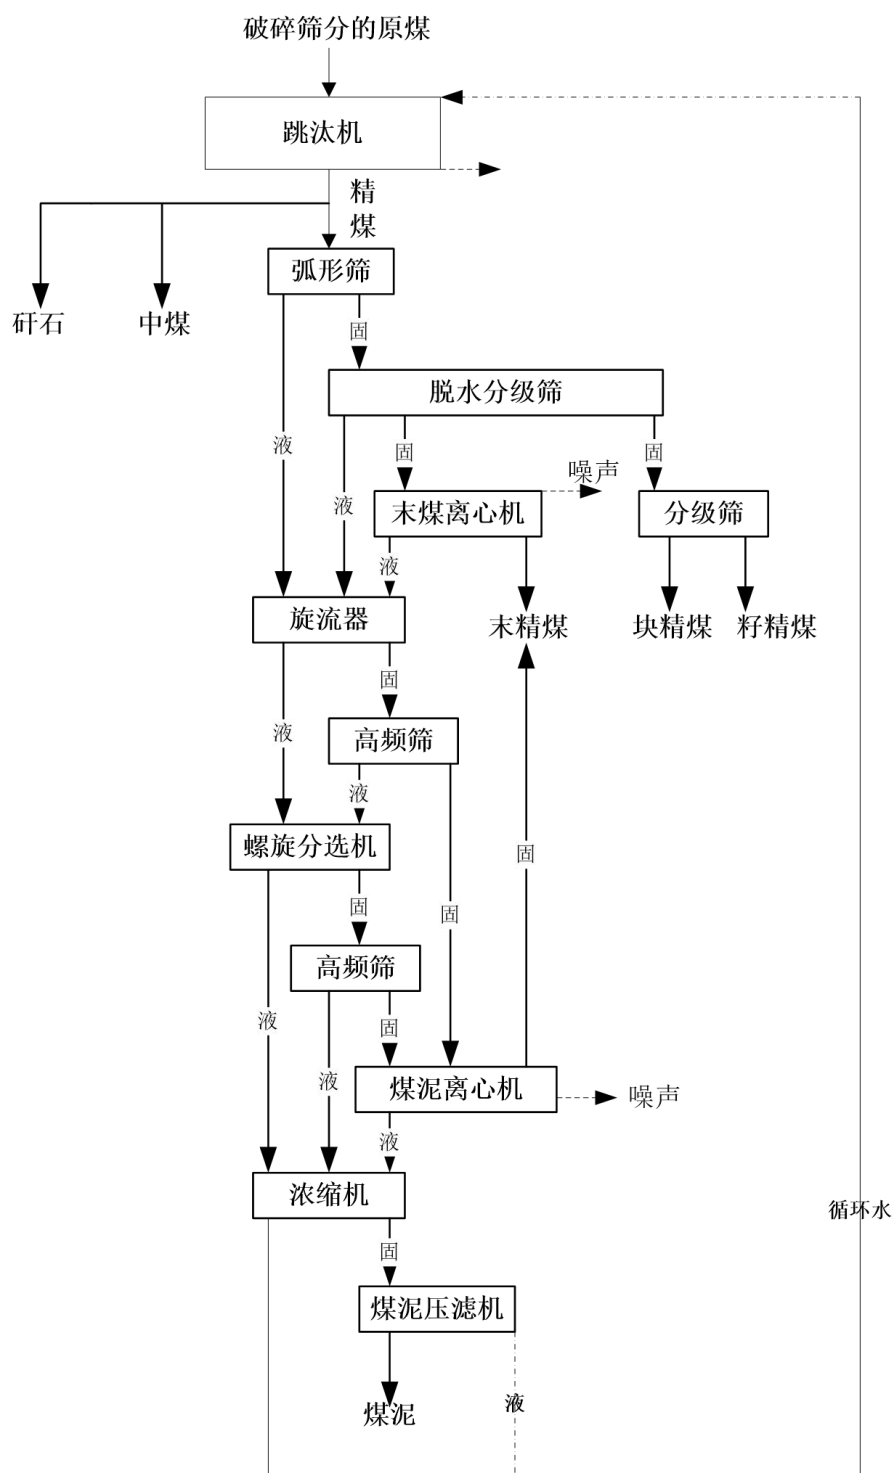 破碎筛分的原煤
跳汰机
精
煤
弧形筛
矸石
中煤
固
脱水分级筛
液
固
固
噪声
液
末煤离心机
分级筛
液
旋流器
末精煤
块精煤
籽精煤
固
液
高频筛
液
螺旋分选机
固
固
固
高频筛
液
固
液
煤泥离心机
噪声
液
浓缩机
循环水
固
煤泥压滤机
液
煤泥